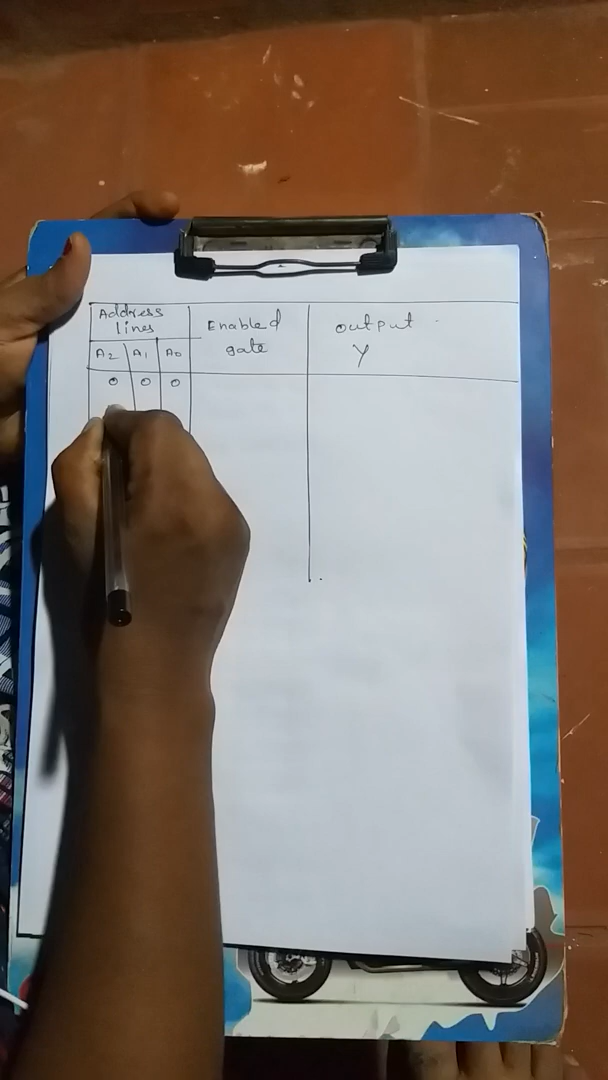 Address
lines
Enabled
gate
output
Y
A2 A1 A0
0 0 0